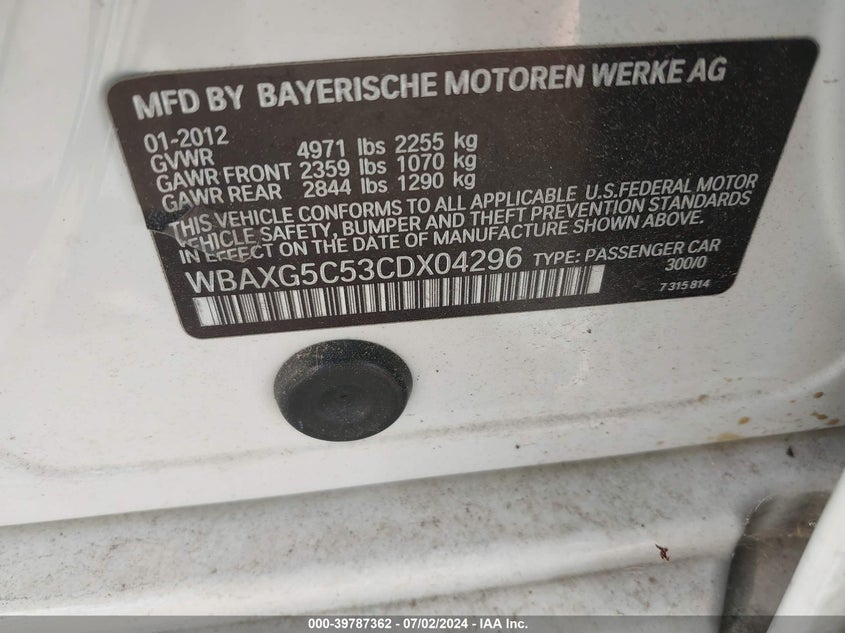 MFD BY BAYERISCHE MOTOREN WERKE AG
01-2012
GVWR 4971 lbs 2255 kg
GAWR FRONT 2359 lbs 1070 kg
GAWR REAR 2844 lbs 1290 kg
THIS VEHICLE CONFORMS TO ALL APPLICABLE U.S.FEDERAL MOTOR
VEHICLE SAFETY, BUMPER AND THEFT PREVENTION STANDARDS
IN EFFECT ON THE DATE OF MANUFACTURE SHOWN ABOVE.
WBAXG5C53CDX04296 TYPE: PASSENGER CAR
300/0
7 315 814
000-39787362 - 07/02/2024 - IAA Inc.